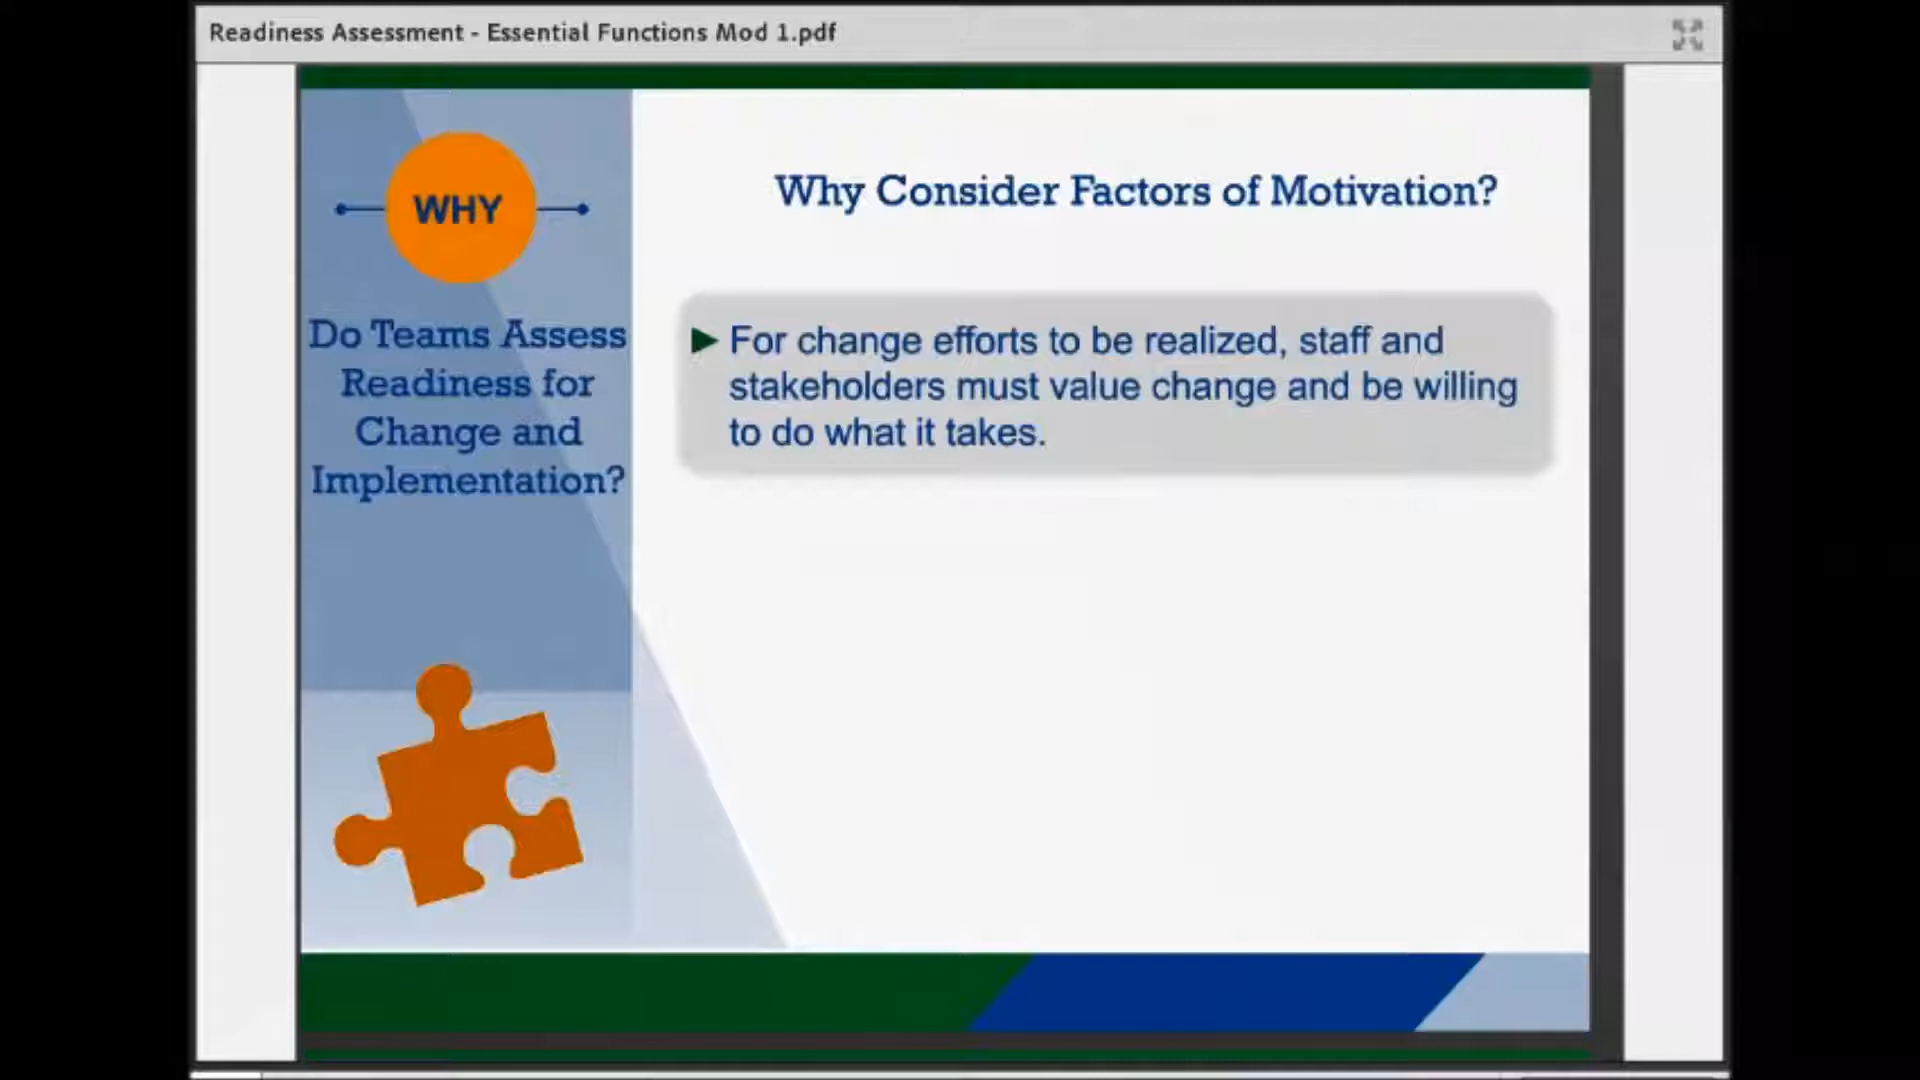 Readiness Assessment - Essential Functions Mod 1.pdf
WHY
Do Teams Assess
Readiness for
Change and
Implementation?
Why Consider Factors of Motivation?
For change efforts to be realized, staff and
stakeholders must value change and be willing
to do what it takes.